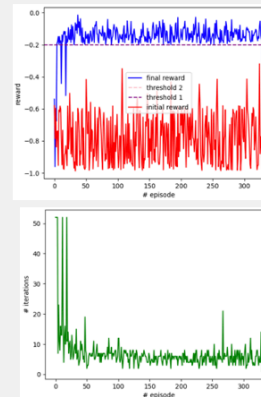 0.0
−0.2
−0.4
−0.6
−0.8
−1.0
reward
final reward
threshold 2
threshold 1
initial reward
0 50 100 150 200 250 300
# episode
50
40
30
20
10
0
# iterations
0 50 100 150 200 250 300
# episode